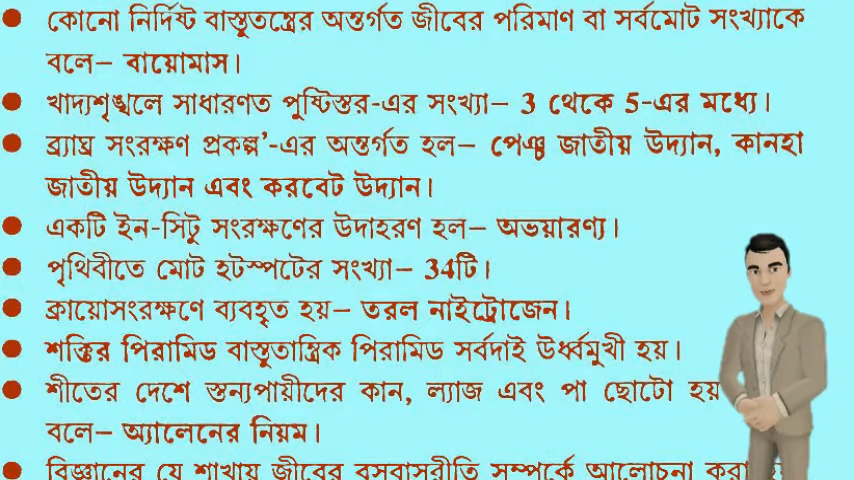 ● কোনো নির্দিষ্ট বাস্তুতন্ত্রের অন্তর্গত জীবের পরিমাণ বা সর্বমোট সংখ্যাকে
বলে– বায়োমাস।
● খাদ্যশৃঙ্খলে সাধারণত পুষ্টিস্তর-এর সংখ্যা– 3 থেকে 5-এর মধ্যে।
● ব্র্যাঘ্র সংরক্ষণ প্রকল্প’-এর অন্তর্গত হল– পেঞ্চ জাতীয় উদ্যান, কানহা
জাতীয় উদ্যান এবং করবেট উদ্যান।
● একটি ইন-সিটু সংরক্ষণের উদাহরণ হল– অভয়ারণ্য।
● পৃথিবীতে মোট হটস্পটের সংখ্যা– 34টি।
● ক্রায়োসংরক্ষণে ব্যবহৃত হয়– তরল নাইট্রোজেন।
● শক্তির পিরামিড বাস্তুতান্ত্রিক পিরামিড সর্বদাই উর্ধ্বমুখী হয়।
● শীতের দেশে স্তন্যপায়ীদের কান, ল্যাজ এবং পা ছোটো হয়
বলে– অ্যালেনের নিয়ম।
● বিজ্ঞানের যে শাখায় জীবের বসবাসরীতি সম্পর্কে আলোচনা করা